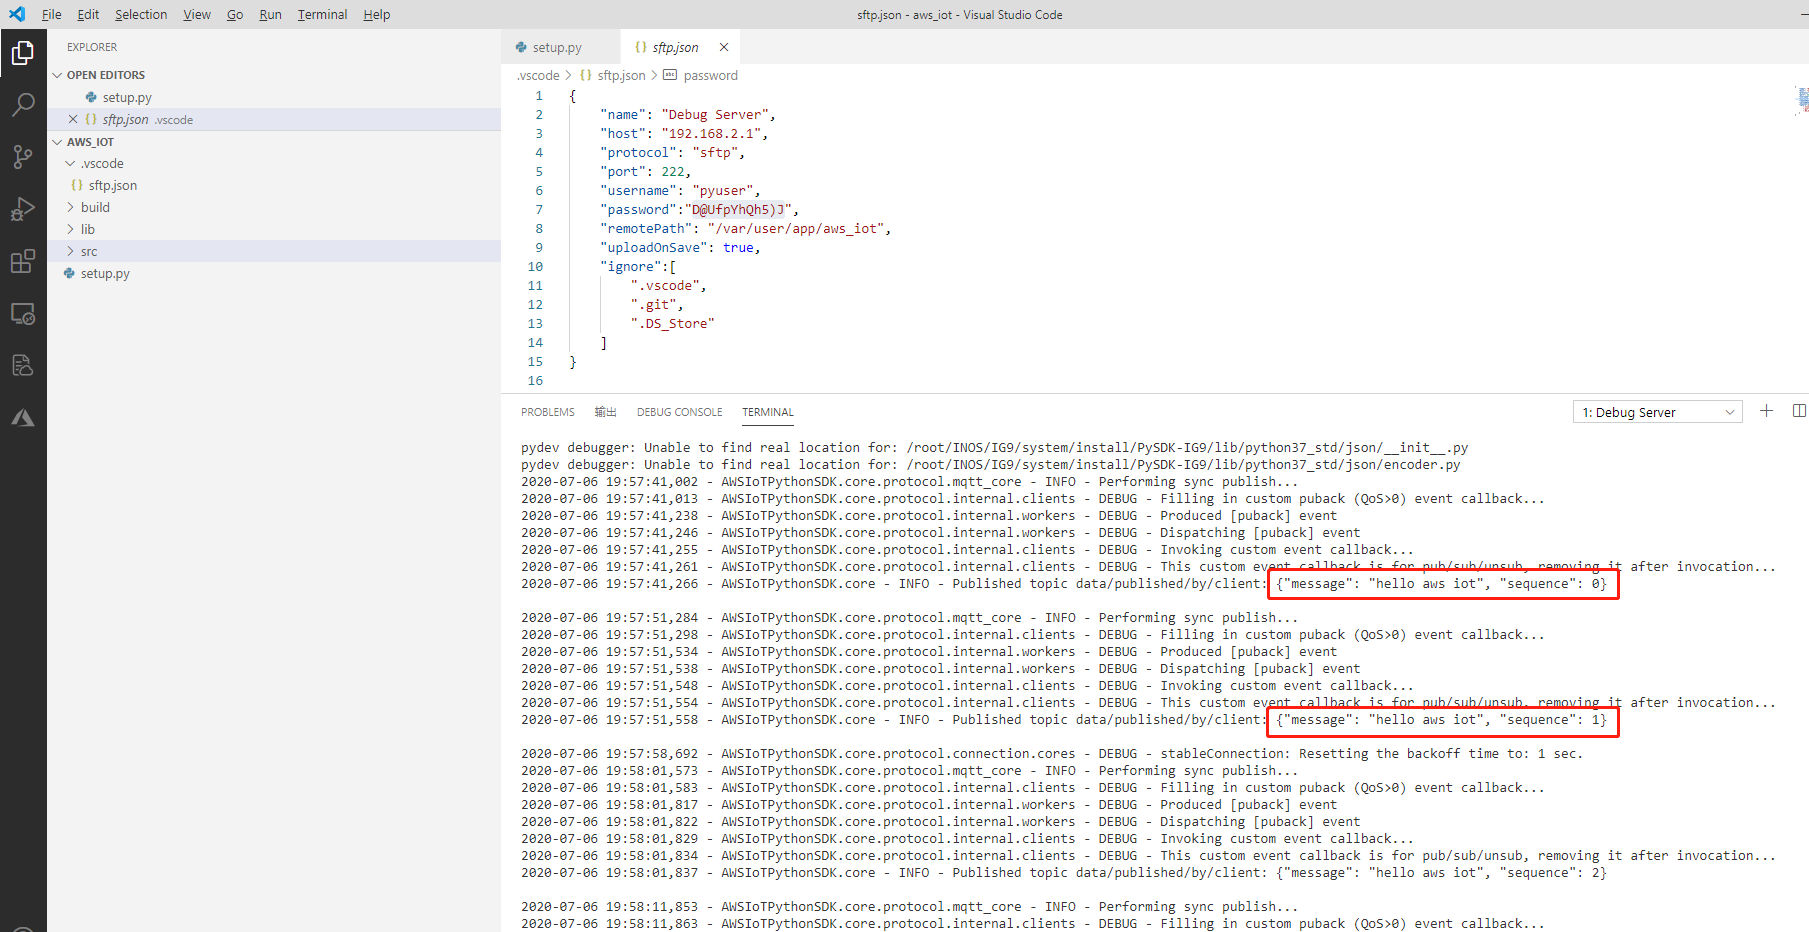 File Edit Selection View Go Run Terminal Help
sftp.json - aws_iot - Visual Studio Code
EXPLORER
OPEN EDITORS
setup.py
sftp.json .vscode
AWS_IOT
.vscode
{} sftp.json
build
lib
src
setup.py
setup.py
{} sftp.json
.vscode > {} sftp.json > abc password
1 {
2 "name": "Debug Server",
3 "host": "192.168.2.1",
4 "protocol": "sftp",
5 "port": 222,
6 "username": "pyuser",
7 "password":"D@UfpYhQh5)J",
8 "remotePath": "/var/user/app/aws_iot",
9 "uploadOnSave": true,
10 "ignore":[
11 ".vscode",
12 ".git",
13 ".DS_Store"
14 ]
15 }
16
PROBLEMS 输出 DEBUG CONSOLE TERMINAL
1: Debug Server
pydev debugger: Unable to find real location for: /root/INOS/IG9/system/install/PySDK-IG9/lib/python37_std/json/__init__.py
pydev debugger: Unable to find real location for: /root/INOS/IG9/system/install/PySDK-IG9/lib/python37_std/json/encoder.py
2020-07-06 19:57:41,002 - AWSIoTPythonSDK.core.protocol.mqtt_core - INFO - Performing sync publish...
2020-07-06 19:57:41,013 - AWSIoTPythonSDK.core.protocol.internal.clients - DEBUG - Filling in custom puback (QoS>0) event callback...
2020-07-06 19:57:41,238 - AWSIoTPythonSDK.core.protocol.internal.workers - DEBUG - Produced [puback] event
2020-07-06 19:57:41,246 - AWSIoTPythonSDK.core.protocol.internal.workers - DEBUG - Dispatching [puback] event
2020-07-06 19:57:41,255 - AWSIoTPythonSDK.core.protocol.internal.clients - DEBUG - Invoking custom event callback...
2020-07-06 19:57:41,261 - AWSIoTPythonSDK.core.protocol.internal.clients - DEBUG - This custom event callback is for pub/sub/unsub, removing it after invocation...
2020-07-06 19:57:41,266 - AWSIoTPythonSDK.core - INFO - Published topic data/published/by/client: {"message": "hello aws iot", "sequence": 0}
2020-07-06 19:57:51,284 - AWSIoTPythonSDK.core.protocol.mqtt_core - INFO - Performing sync publish...
2020-07-06 19:57:51,298 - AWSIoTPythonSDK.core.protocol.internal.clients - DEBUG - Filling in custom puback (QoS>0) event callback...
2020-07-06 19:57:51,534 - AWSIoTPythonSDK.core.protocol.internal.workers - DEBUG - Produced [puback] event
2020-07-06 19:57:51,538 - AWSIoTPythonSDK.core.protocol.internal.workers - DEBUG - Dispatching [puback] event
2020-07-06 19:57:51,548 - AWSIoTPythonSDK.core.protocol.internal.clients - DEBUG - Invoking custom event callback...
2020-07-06 19:57:51,554 - AWSIoTPythonSDK.core.protocol.internal.clients - DEBUG - This custom event callback is for pub/sub/unsub, removing it after invocation...
2020-07-06 19:57:51,558 - AWSIoTPythonSDK.core - INFO - Published topic data/published/by/client: {"message": "hello aws iot", "sequence": 1}
2020-07-06 19:57:58,692 - AWSIoTPythonSDK.core.protocol.connection.cores - DEBUG - stableConnection: Resetting the backoff time to: 1 sec.
2020-07-06 19:58:01,573 - AWSIoTPythonSDK.core.protocol.mqtt_core - INFO - Performing sync publish...
2020-07-06 19:58:01,583 - AWSIoTPythonSDK.core.protocol.internal.clients - DEBUG - Filling in custom puback (QoS>0) event callback...
2020-07-06 19:58:01,817 - AWSIoTPythonSDK.core.protocol.internal.workers - DEBUG - Produced [puback] event
2020-07-06 19:58:01,822 - AWSIoTPythonSDK.core.protocol.internal.workers - DEBUG - Dispatching [puback] event
2020-07-06 19:58:01,829 - AWSIoTPythonSDK.core.protocol.internal.clients - DEBUG - Invoking custom event callback...
2020-07-06 19:58:01,834 - AWSIoTPythonSDK.core.protocol.internal.clients - DEBUG - This custom event callback is for pub/sub/unsub, removing it after invocation...
2020-07-06 19:58:01,837 - AWSIoTPythonSDK.core - INFO - Published topic data/published/by/client: {"message": "hello aws iot", "sequence": 2}
2020-07-06 19:58:11,853 - AWSIoTPythonSDK.core.protocol.mqtt_core - INFO - Performing sync publish...
2020-07-06 19:58:11,863 - AWSIoTPythonSDK.core.protocol.internal.clients - DEBUG - Filling in custom puback (QoS>0) event callback...